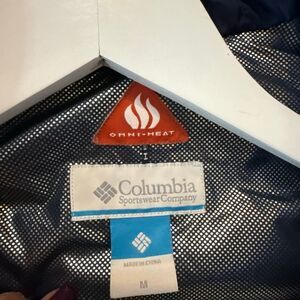 OMNI-HEAT
Columbia
Sportswear Company
MADE IN CHINA
M